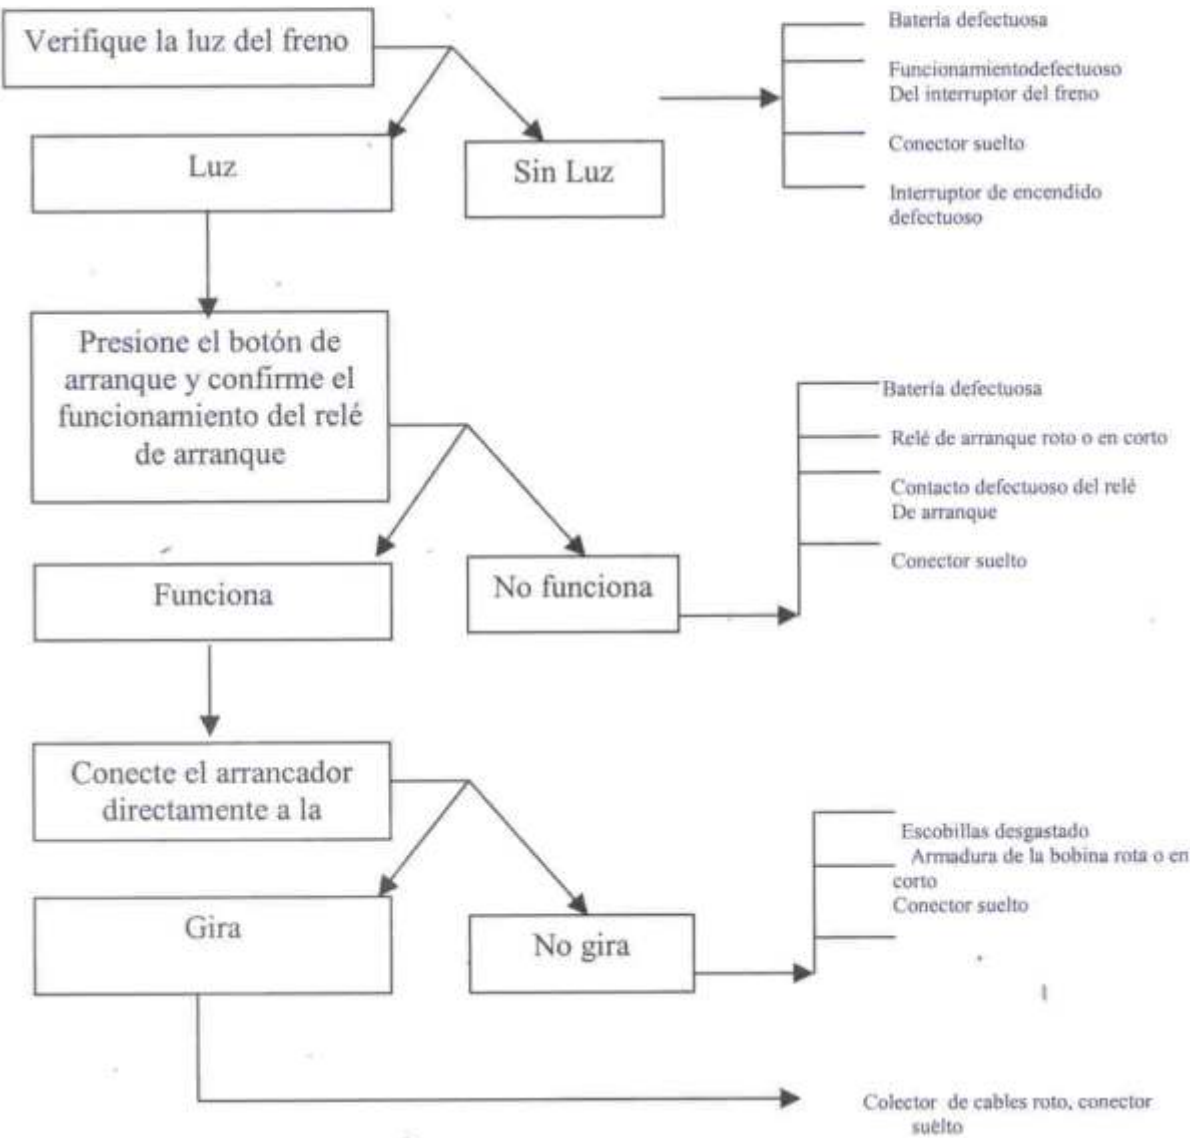 Verifique la luz del freno
Luz
Sin Luz
Batería defectuosa
Funcionamientodefectuoso
Del interruptor del freno
Conector suelto
Interruptor de encendido
defectuoso
Presione el botón de
arranque y confirme el
funcionamiento del relé
de arranque
Funciona
No funciona
Batería defectuosa
Relé de arranque roto o en corto
Contacto defectuoso del relé
De arranque
Conector suelto
Conecte el arrancador
directamente a la
Gira
No gira
Escobillas desgastado
Armadura de la bobina rota o en
corto
Conector suelto
Colector de cables roto, conector
suelto